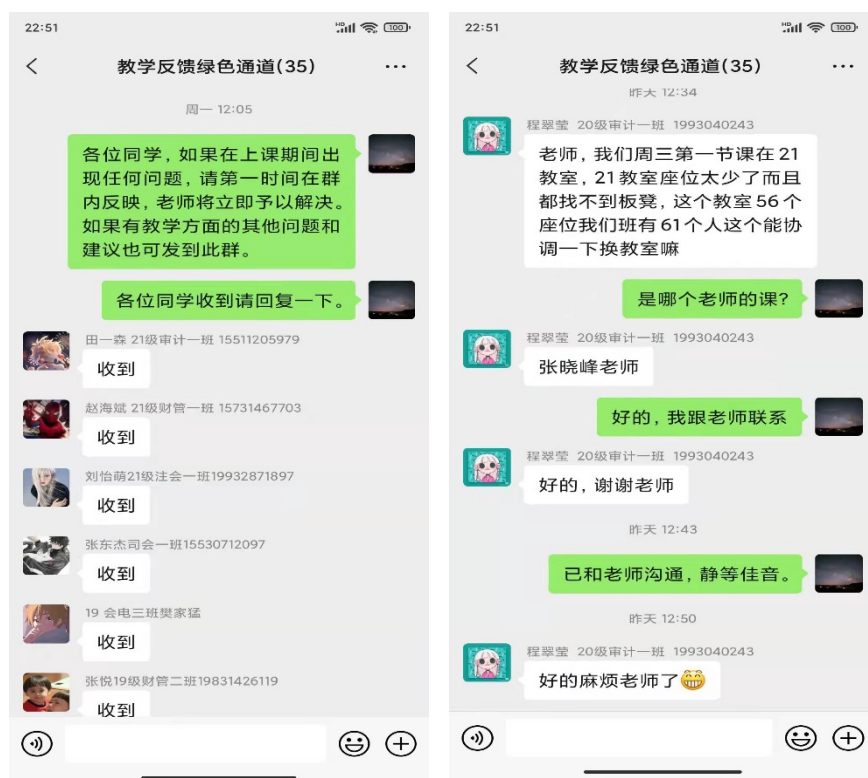 22:51
HD
100
教学反馈绿色通道(35)
周一 12:05
各位同学，如果在上课期间出
现任何问题，请第一时间在群
内反映，老师将立即予以解决。
如果有教学方面的其他问题和
建议也可发到此群。
各位同学收到请回复一下。
田一森 21级审计一班 15511205979
收到
赵海斌 21级财管一班 15731467703
收到
刘怡萌21级注会一班19932871897
收到
张东杰司会一班15530712097
收到
19 会电三班樊家猛
收到
张悦19级财管二班19831426119
收到
22:51
HD
100
教学反馈绿色通道(35)
昨天 12:34
程翠莹 20级审计一班 1993040243
老师，我们周三第一节课在21
教室，21教室座位太少了而且
都找不到板凳，这个教室56个
座位我们班有61个人这个能协
调一下换教室嘛
是哪个老师的课？
程翠莹 20级审计一班 1993040243
张晓峰老师
好的，我跟老师联系
程翠莹 20级审计一班 1993040243
好的，谢谢老师
昨天 12:43
已和老师沟通，静等佳音。
昨天 12:50
程翠莹 20级审计一班 1993040243
好的麻烦老师了😁